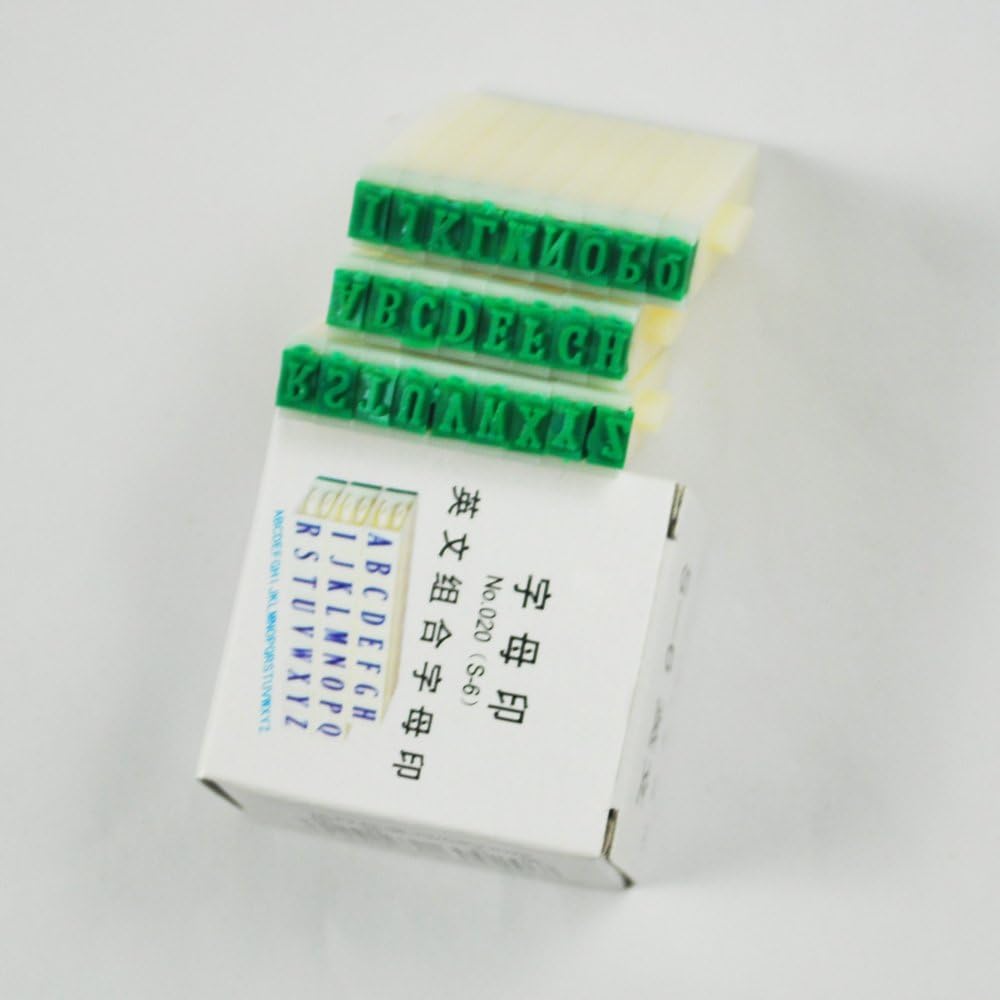 IJKLMNOPQ
ABCDEFGH
RSTUVWXYZ
字母印
No.020 (S-6)
英文组合字母印
ABCDEFGH
IJKLMNOPQ
RSTUVWXYZ
ABCDEFGHIJKLMNOPQRSTUVWXYZ